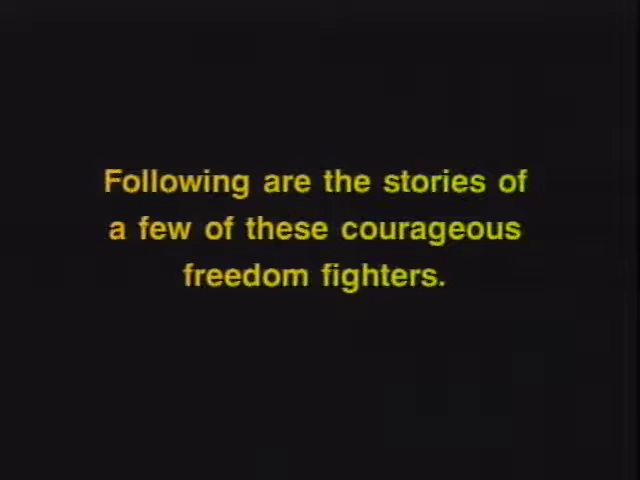 Following are the stories of
a few of these courageous
freedom fighters.